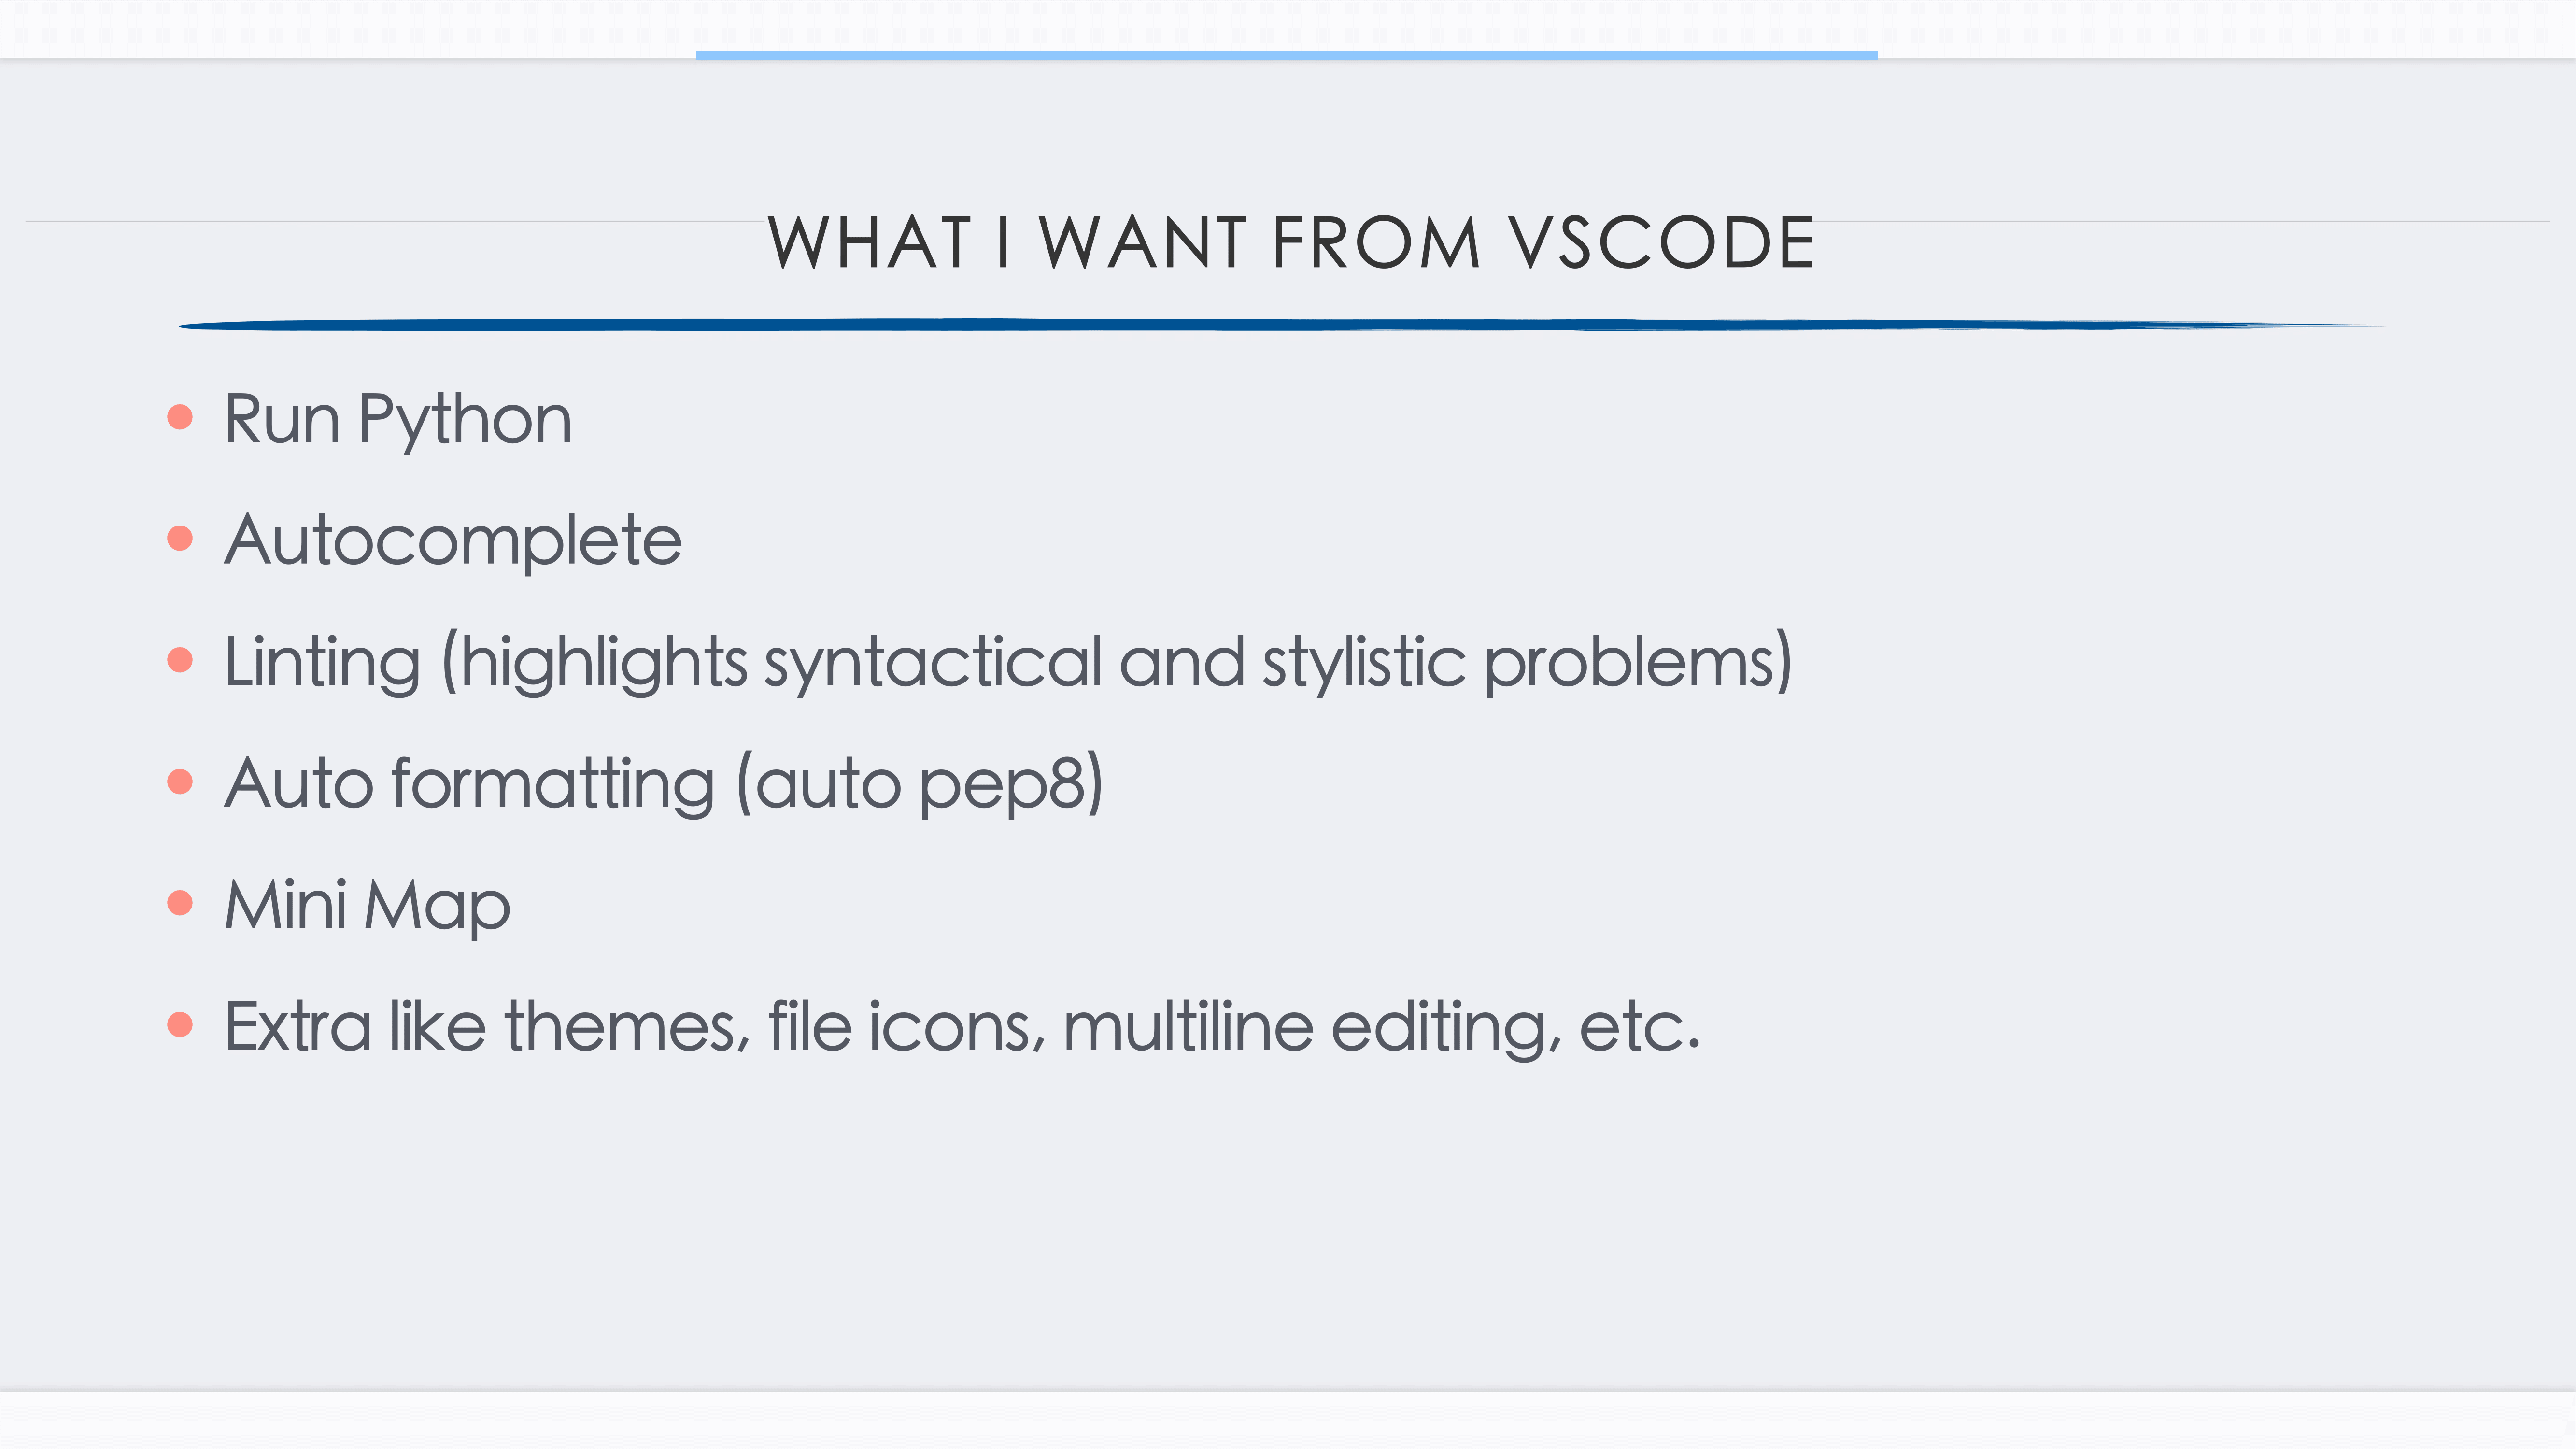 WHAT I WANT FROM VSCODE
Run Python
Autocomplete
Linting (highlights syntactical and stylistic problems)
Auto formatting (auto pep8)
Mini Map
Extra like themes, file icons, multiline editing, etc.